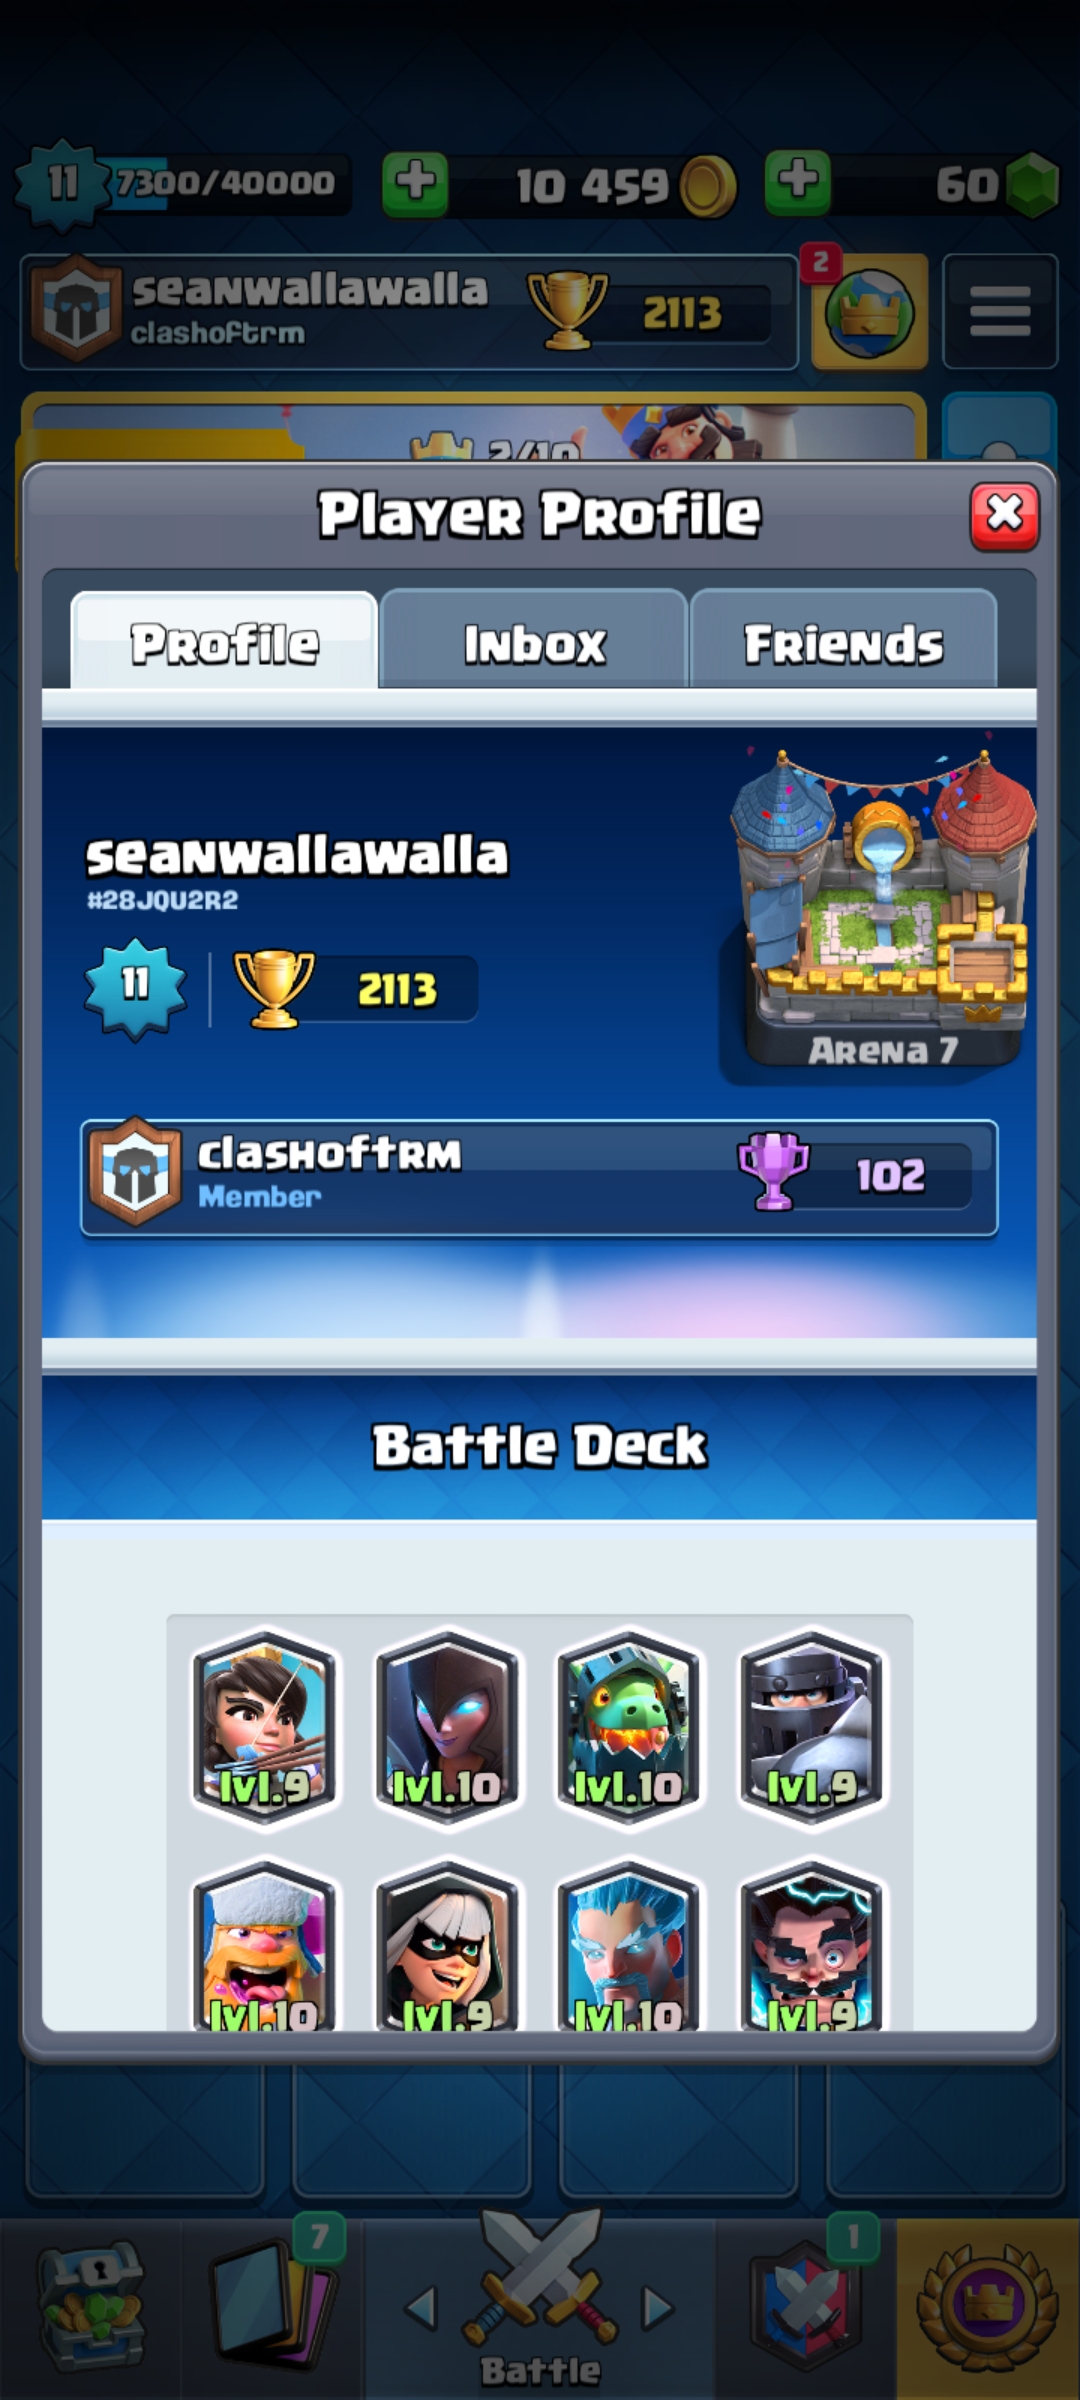 11 7300/40000 10 459 60
seanwallawalla 2113 2
clashoftrm
2/10
Player Profile
Profile Inbox Friends
seanwallawalla
#28JQU2R2
11 2113
Arena 7
clashoftrm
Member
102
Battle Deck
lvl.9 lvl.10 lvl.10 lvl.9
lvl.10 lvl.9 lvl.10 lvl.9
7 1
Battle